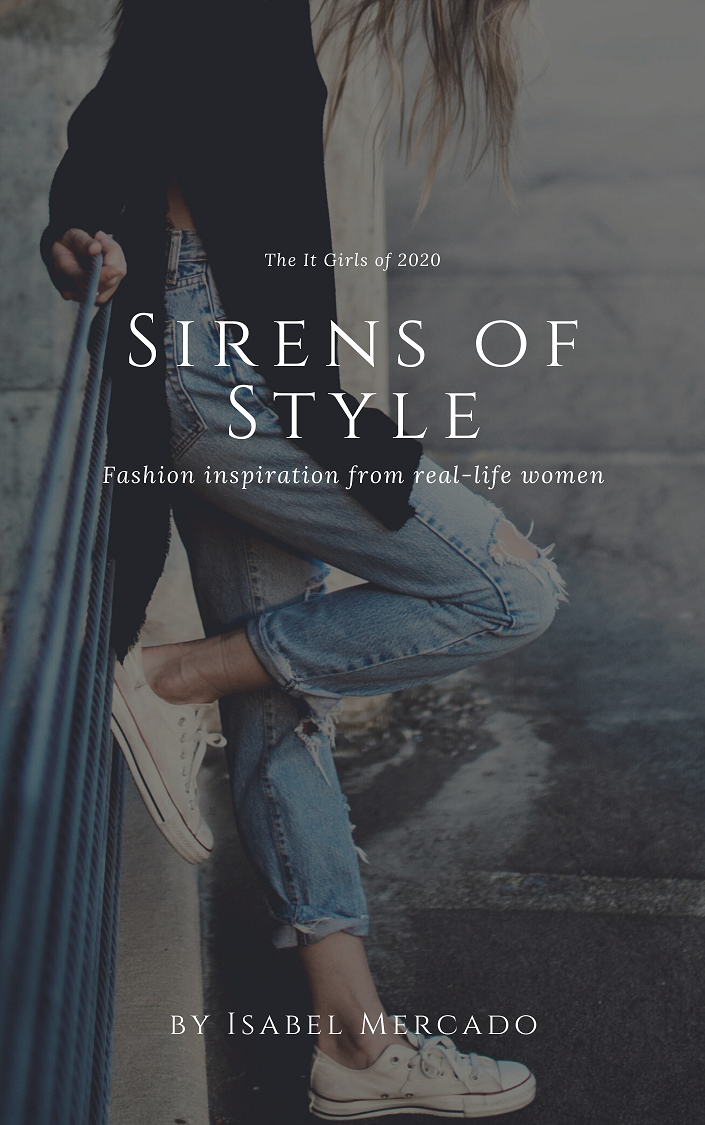 The It Girls of 2020
Sirens of
Style
Fashion inspiration from real-life women
by Isabel Mercado